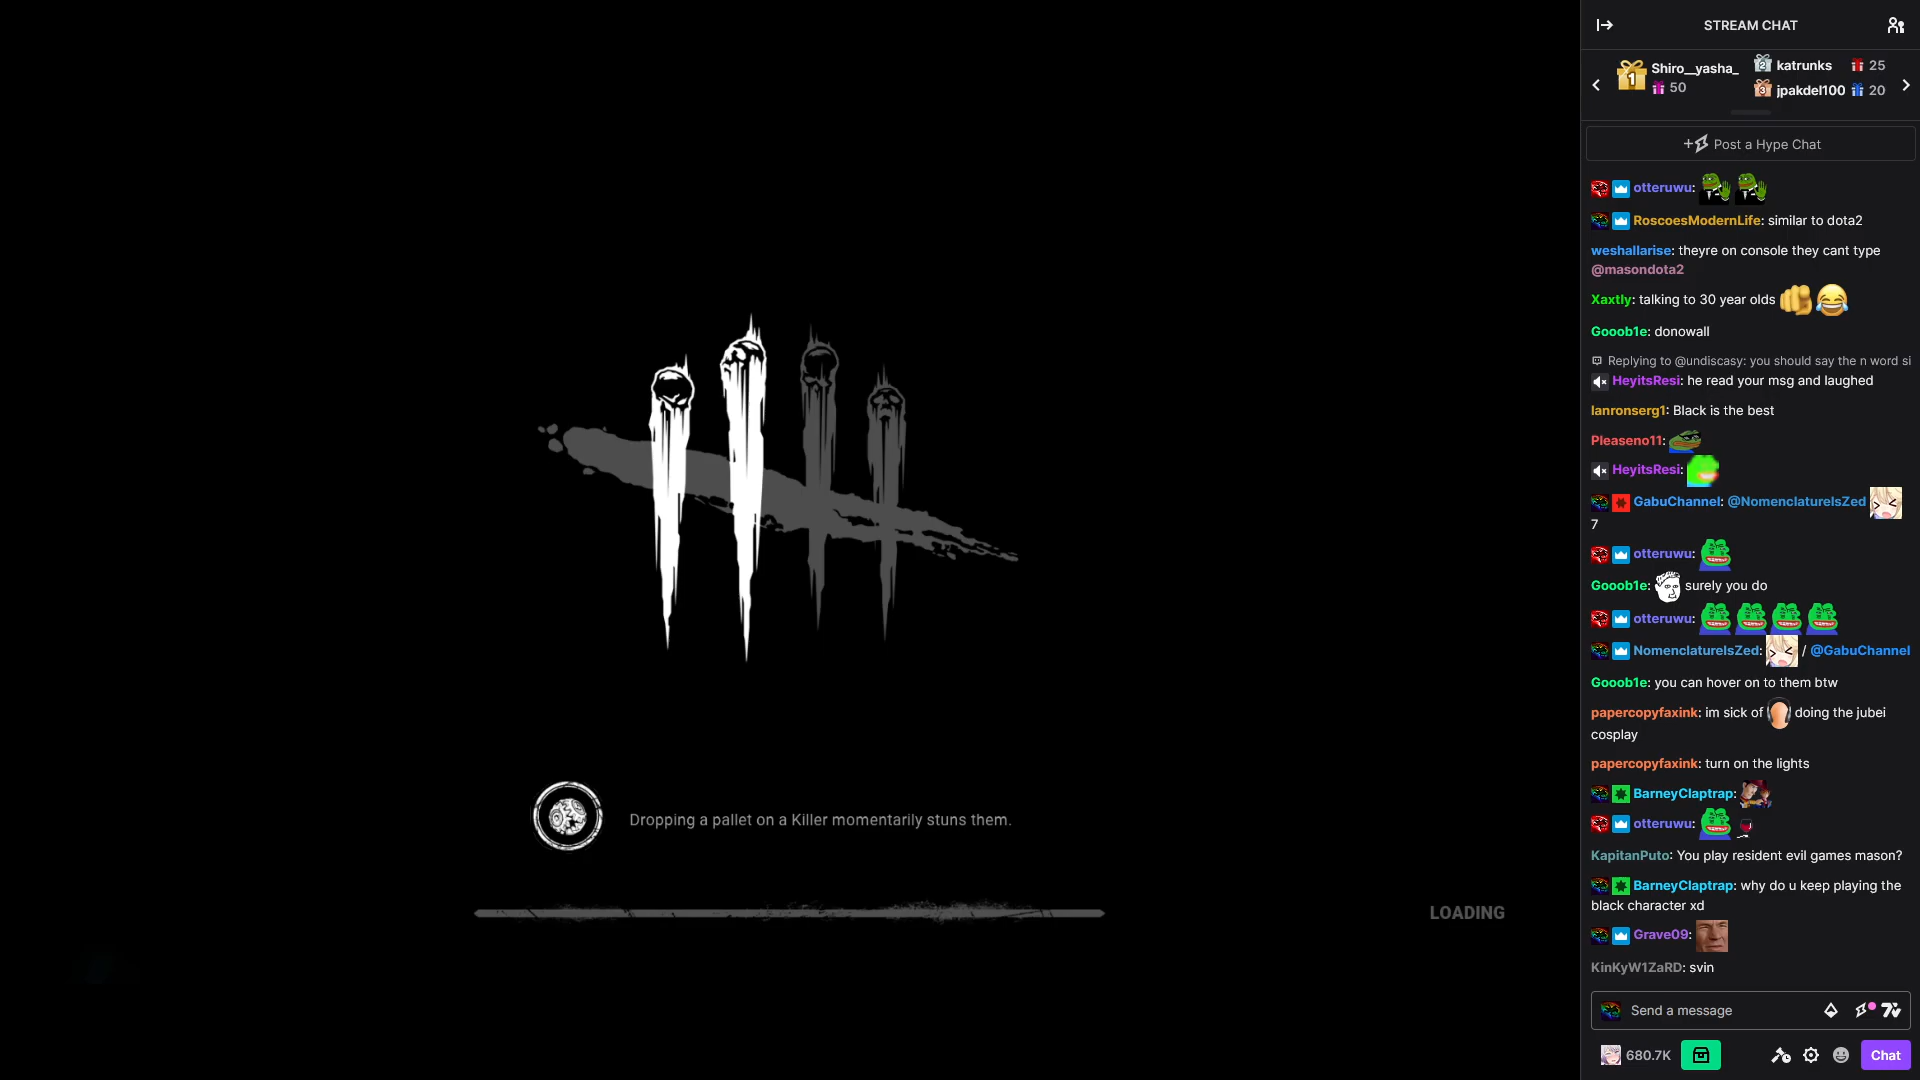 STREAM CHAT
1 Shiro__yasha_ 50
2 katrunks 25
3 jpakdel100 20
Post a Hype Chat
otteruwu:
RoscoesModernLife: similar to dota2
weshallarise: theyre on console they cant type
@masondota2
Xaxtly: talking to 30 year olds
Gooob1e: donowall
Replying to @undiscasy: you should say the n word si
HeyitsResi: he read your msg and laughed
lanronserg1: Black is the best
Pleaseno11:
HeyitsResi:
GabuChannel: @NomenclatureIsZed
7
otteruwu:
Gooob1e: surely you do
otteruwu:
NomenclatureIsZed: / @GabuChannel
Gooob1e: you can hover on to them btw
papercopyfaxink: im sick of doing the jubei
cosplay
papercopyfaxink: turn on the lights
BarneyClaptrap:
otteruwu:
KapitanPuto: You play resident evil games mason?
BarneyClaptrap: why do u keep playing the
black character xd
Grave09:
KinKyW1ZaRD: svin
Send a message
680.7K
Chat
Dropping a pallet on a Killer momentarily stuns them.
LOADING